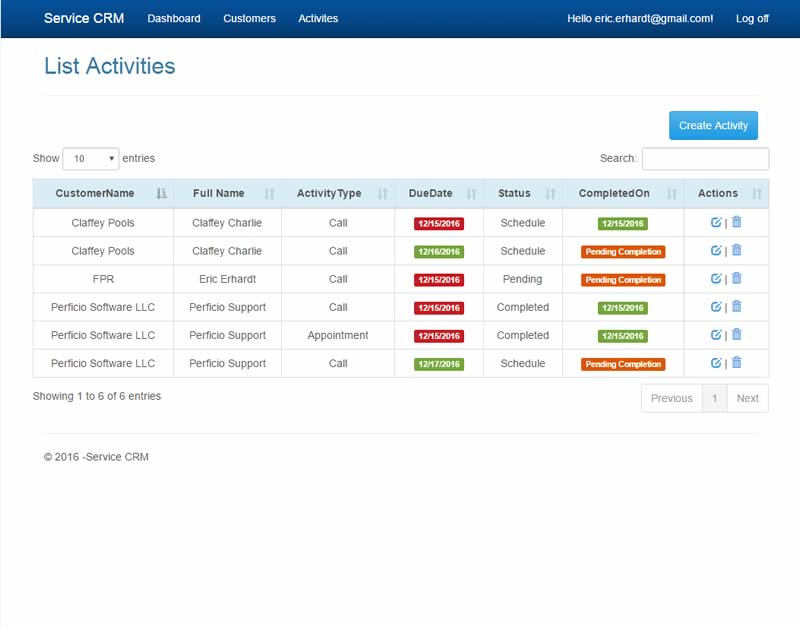 Service CRM Dashboard Customers Activites Hello eric.erhardt@gmail.com! Log off
List Activities
Create Activity
Show 10 entries Search:
CustomerName Full Name ActivityType DueDate Status CompletedOn Actions
Claffey Pools Claffey Charlie Call 12/15/2016 Schedule 12/15/2016 |
Claffey Pools Claffey Charlie Call 12/16/2016 Schedule Pending Completion |
FPR Eric Erhardt Call 12/15/2016 Pending Pending Completion |
Perficio Software LLC Perficio Support Call 12/15/2016 Completed 12/15/2016 |
Perficio Software LLC Perficio Support Appointment 12/15/2016 Completed 12/15/2016 |
Perficio Software LLC Perficio Support Call 12/17/2016 Schedule Pending Completion |
Showing 1 to 6 of 6 entries Previous 1 Next
© 2016 -Service CRM